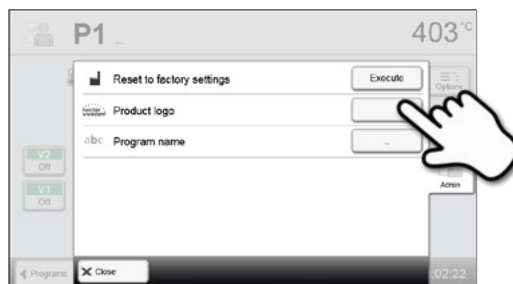 P1 ...
403 °C
Reset to factory settings
Execute
Options
Product logo
abc Program name
...
V2
Off
V1
Off
Admin
Programs
Close
:02:22